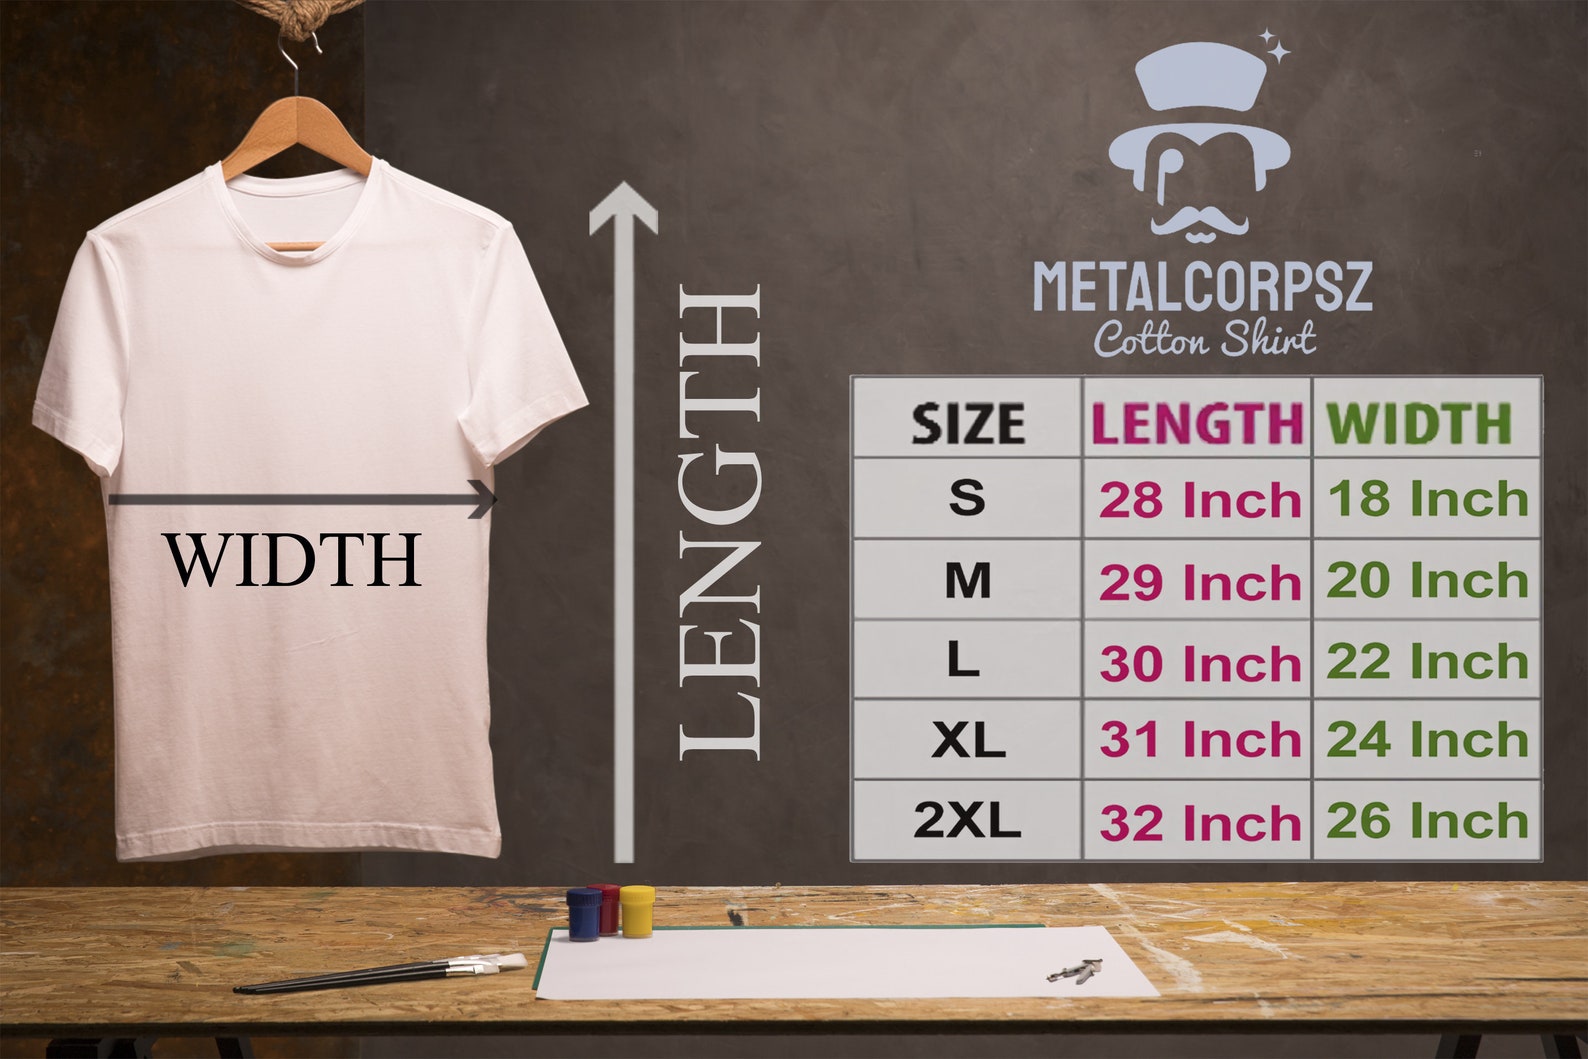 WIDTH
LENGTH
METALCORPSZ
Cotton Shirt
SIZE LENGTH WIDTH
S 28 Inch 18 Inch
M 29 Inch 20 Inch
L 30 Inch 22 Inch
XL 31 Inch 24 Inch
2XL 32 Inch 26 Inch